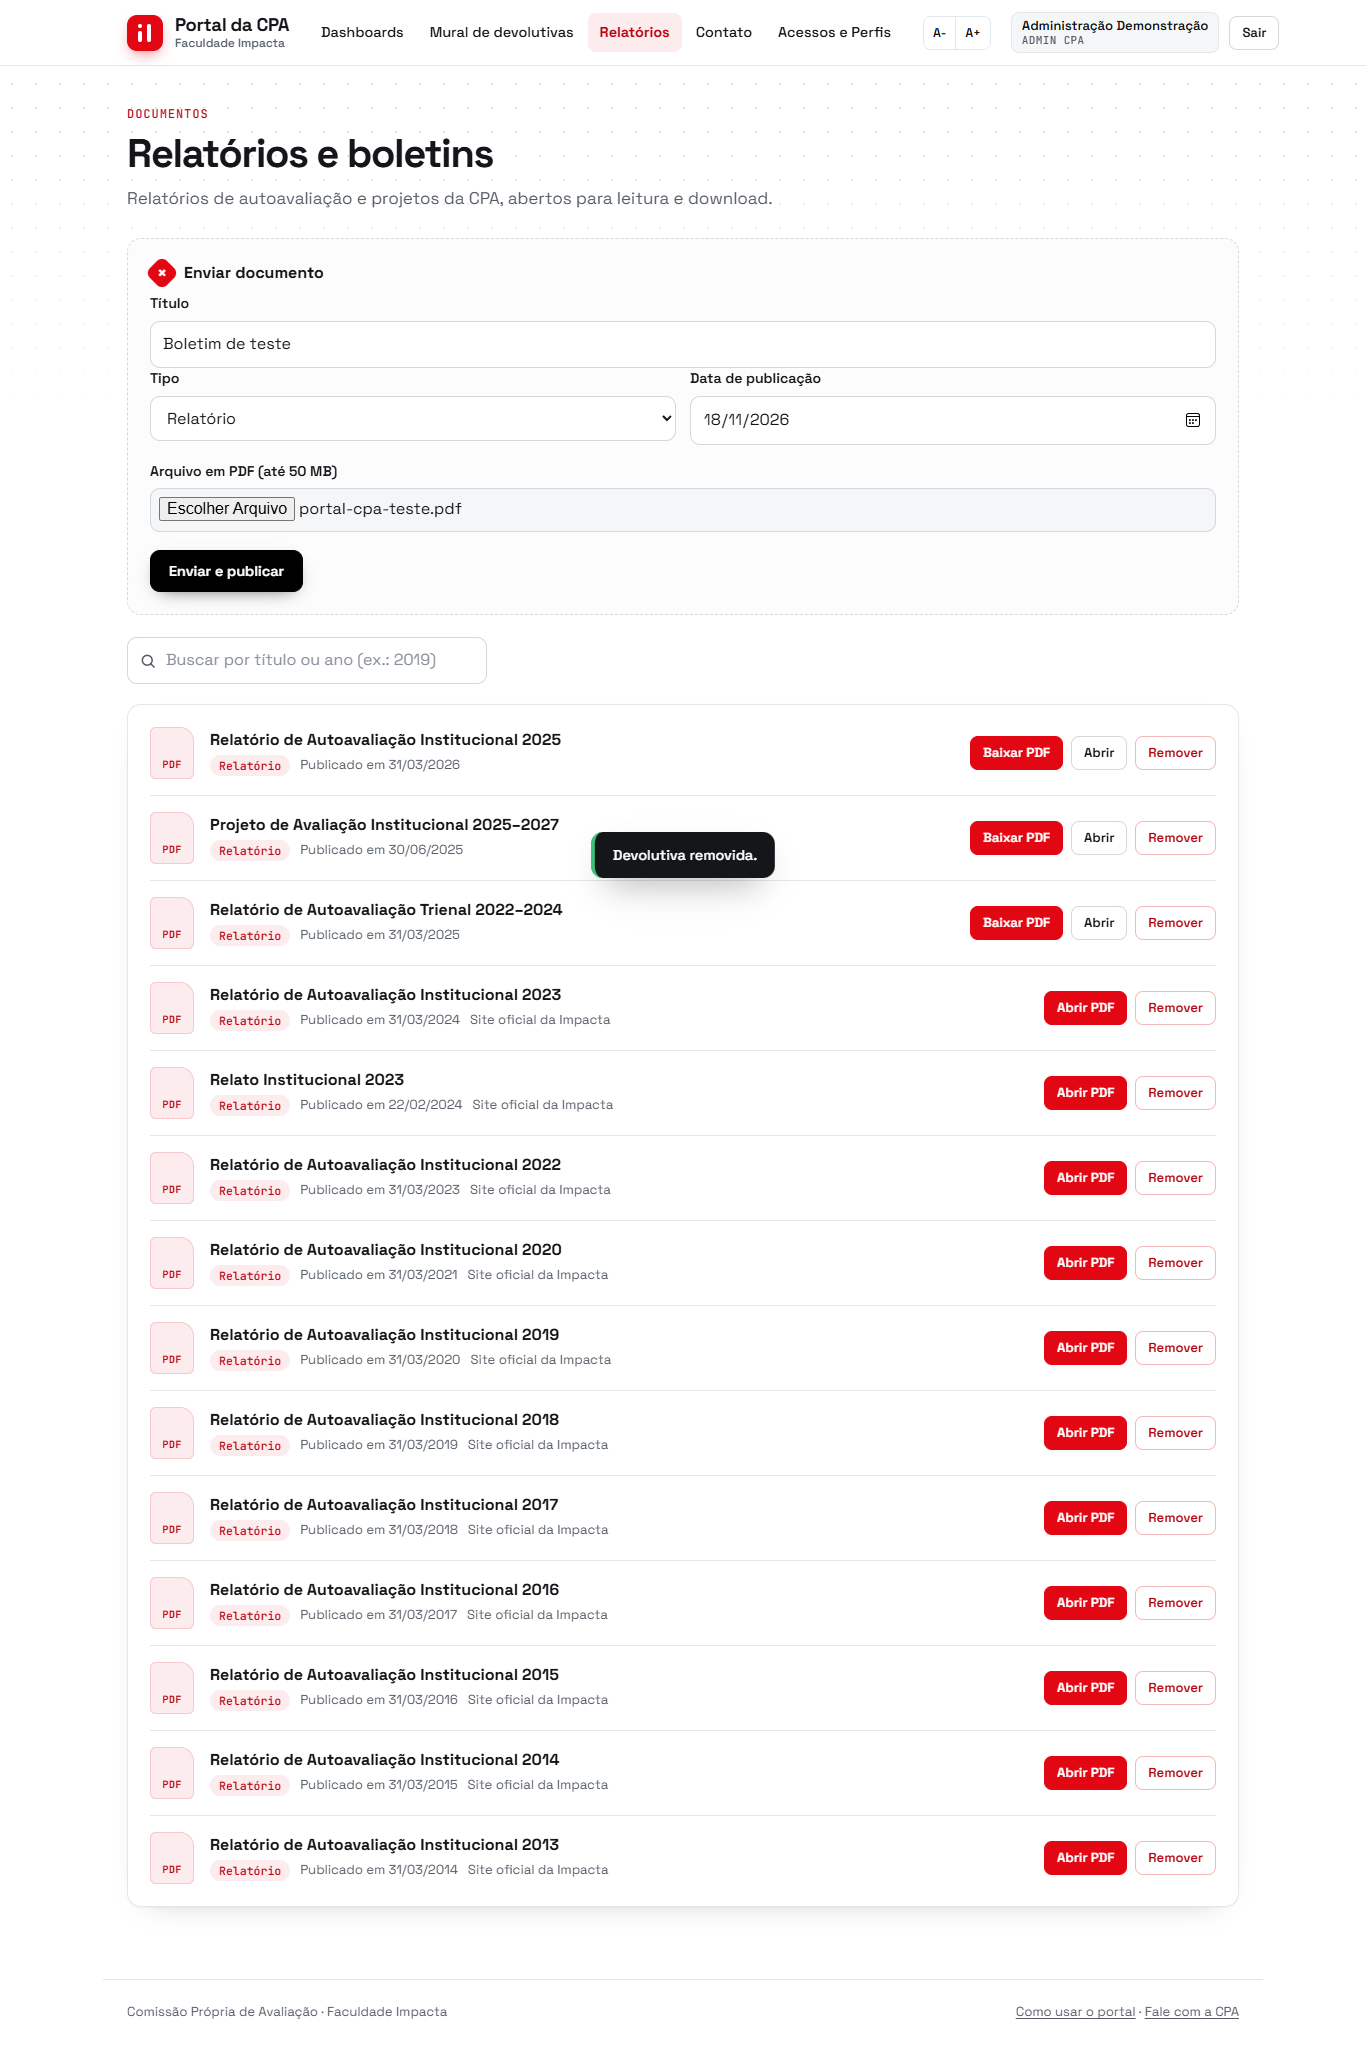 Portal da CPA
Faculdade Impacta
Dashboards
Mural de devolutivas
Relatórios
Contato
Acessos e Perfis
A-
A+
Administração Demonstração
ADMIN CPA
Sair
DOCUMENTOS
Relatórios e boletins
Relatórios de autoavaliação e projetos da CPA, abertos para leitura e download.
Enviar documento
Título
Boletim de teste
Tipo
Data de publicação
Relatório
18/11/2026
Arquivo em PDF (até 50 MB)
Escolher Arquivo portal-cpa-teste.pdf
Enviar e publicar
Buscar por título ou ano (ex.: 2019)
PDF
Relatório de Autoavaliação Institucional 2025
Relatório Publicado em 31/03/2026
Baixar PDF
Abrir
Remover
PDF
Projeto de Avaliação Institucional 2025–2027
Relatório Publicado em 30/06/2025
Baixar PDF
Abrir
Remover
Devolutiva removida.
PDF
Relatório de Autoavaliação Trienal 2022–2024
Relatório Publicado em 31/03/2025
Baixar PDF
Abrir
Remover
PDF
Relatório de Autoavaliação Institucional 2023
Relatório Publicado em 31/03/2024 Site oficial da Impacta
Abrir PDF
Remover
PDF
Relato Institucional 2023
Relatório Publicado em 22/02/2024 Site oficial da Impacta
Abrir PDF
Remover
PDF
Relatório de Autoavaliação Institucional 2022
Relatório Publicado em 31/03/2023 Site oficial da Impacta
Abrir PDF
Remover
PDF
Relatório de Autoavaliação Institucional 2020
Relatório Publicado em 31/03/2021 Site oficial da Impacta
Abrir PDF
Remover
PDF
Relatório de Autoavaliação Institucional 2019
Relatório Publicado em 31/03/2020 Site oficial da Impacta
Abrir PDF
Remover
PDF
Relatório de Autoavaliação Institucional 2018
Relatório Publicado em 31/03/2019 Site oficial da Impacta
Abrir PDF
Remover
PDF
Relatório de Autoavaliação Institucional 2017
Relatório Publicado em 31/03/2018 Site oficial da Impacta
Abrir PDF
Remover
PDF
Relatório de Autoavaliação Institucional 2016
Relatório Publicado em 31/03/2017 Site oficial da Impacta
Abrir PDF
Remover
PDF
Relatório de Autoavaliação Institucional 2015
Relatório Publicado em 31/03/2016 Site oficial da Impacta
Abrir PDF
Remover
PDF
Relatório de Autoavaliação Institucional 2014
Relatório Publicado em 31/03/2015 Site oficial da Impacta
Abrir PDF
Remover
PDF
Relatório de Autoavaliação Institucional 2013
Relatório Publicado em 31/03/2014 Site oficial da Impacta
Abrir PDF
Remover
Comissão Própria de Avaliação · Faculdade Impacta
Como usar o portal · Fale com a CPA